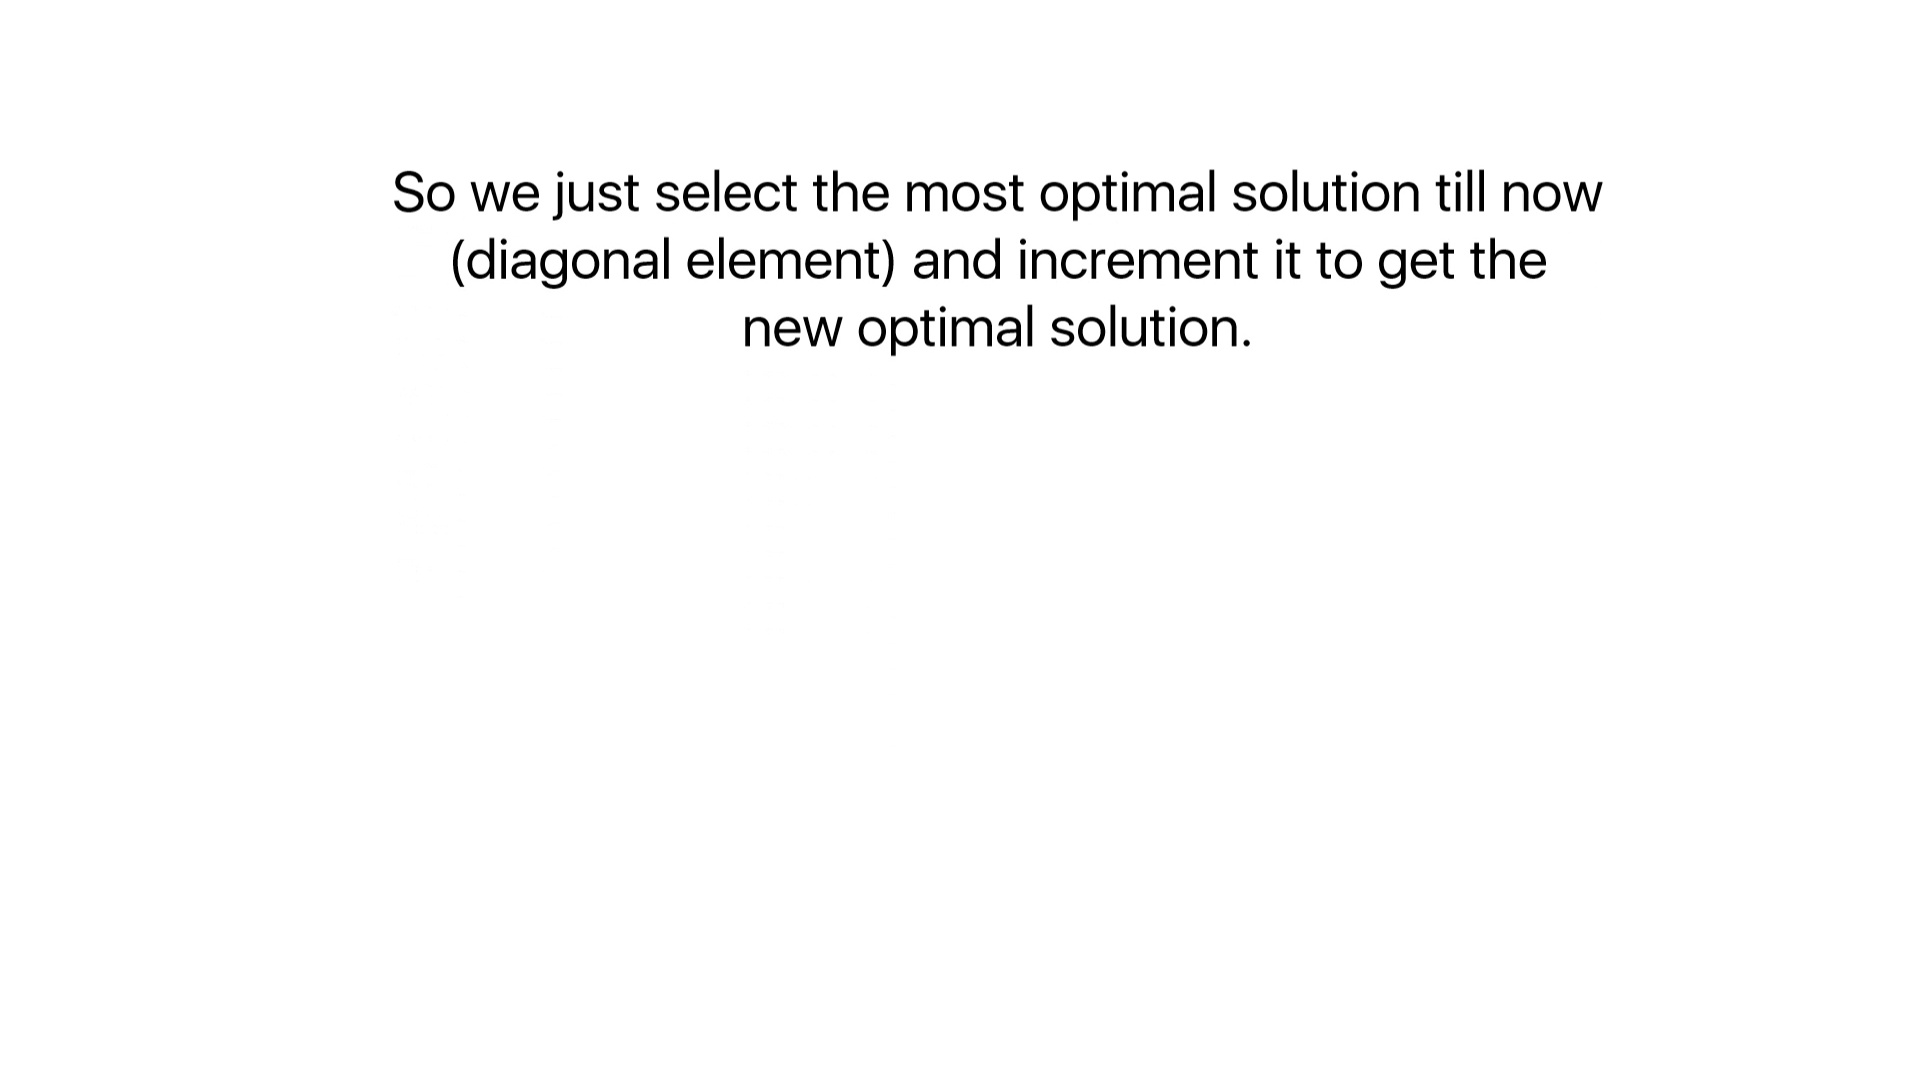 So we just select the most optimal solution till now
(diagonal element) and increment it to get the
new optimal solution.